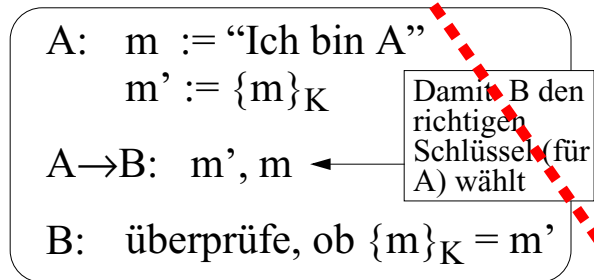 A: m := “Ich bin A”
m’ := {m}K
Damit B den
richtigen
Schlüssel (für
A) wählt
A→B: m’, m
B: überprüfe, ob {m}K = m’